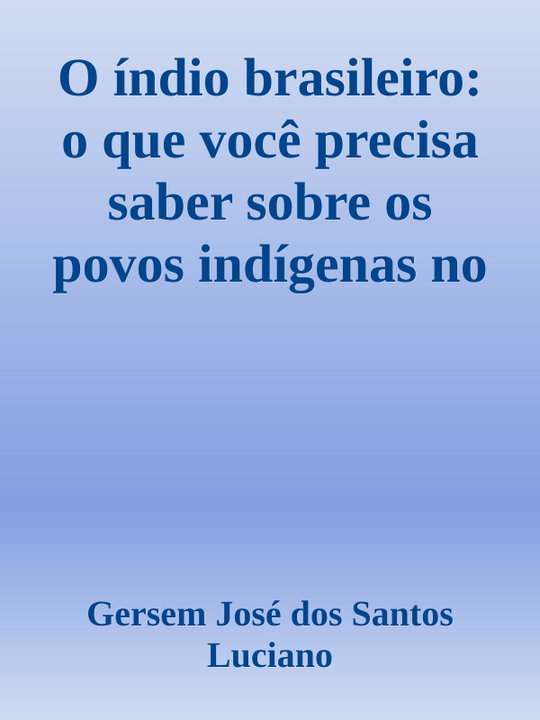 O índio brasileiro:
o que você precisa
saber sobre os
povos indígenas no
Gersem José dos Santos
Luciano